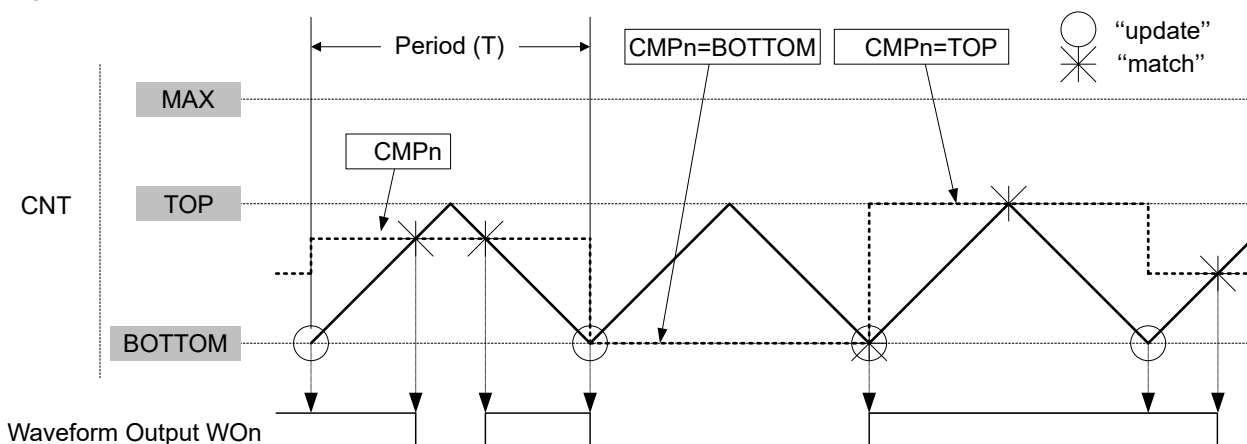 Period (T)
CMPn=BOTTOM
CMPn=TOP
“update”
“match”
MAX
CMPn
CNT
TOP
BOTTOM
Waveform Output WOn